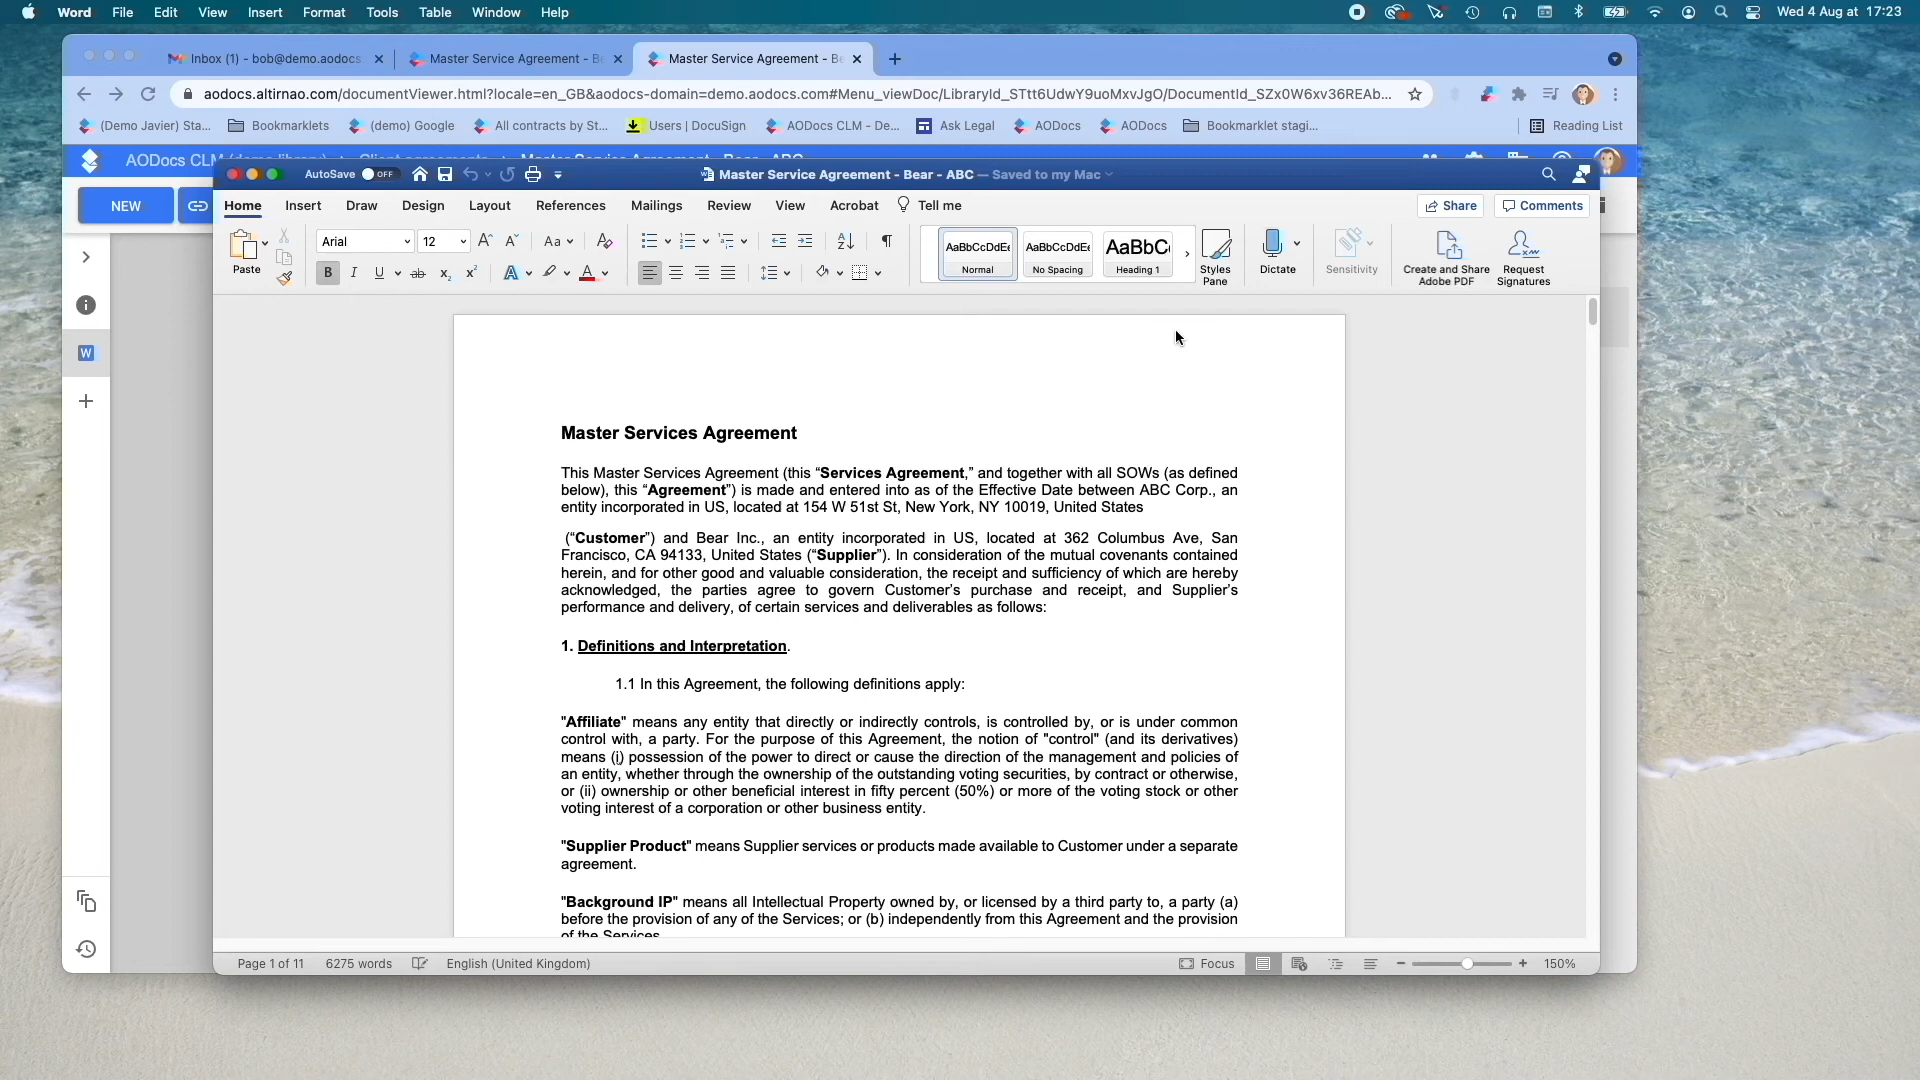 Word File Edit View Insert Format Tools Table Window Help Wed 4 Aug at 17:23
Inbox (1) - bob@demo.aodocs. Master Service Agreement - B Master Service Agreement - B
aodocs.altirnao.com/documentViewer.html?locale=en_GB&aodocs-domain=demo.aodocs.com#Menu_viewDoc/LibraryId_STtt6UdwY9uoMxvJgO/DocumentId_SZx0W6xv36REAb...
(Demo Javier) Sta... Bookmarklets (demo) Google All contracts by St... Users | DocuSign AODocs CLM - De... Ask Legal AODocs AODocs Bookmarklet stagi... Reading List
AODocs CLM
AutoSave OFF Master Service Agreement - Bear - ABC — Saved to my Mac
NEW Home Insert Draw Design Layout References Mailings Review View Acrobat Tell me Share Comments
Paste Arial 12 Aa AaBbCcDdEe AaBbCcDdEe AaBbC
Normal No Spacing Heading 1 Styles Pane Dictate Sensitivity Create and Share Adobe PDF Request Signatures
Master Services Agreement
This Master Services Agreement (this “Services Agreement,” and together with all SOWs (as defined
below), this “Agreement”) is made and entered into as of the Effective Date between ABC Corp., an
entity incorporated in US, located at 154 W 51st St, New York, NY 10019, United States
(“Customer”) and Bear Inc., an entity incorporated in US, located at 362 Columbus Ave, San
Francisco, CA 94133, United States (“Supplier”). In consideration of the mutual covenants contained
herein, and for other good and valuable consideration, the receipt and sufficiency of which are hereby
acknowledged, the parties agree to govern Customer's purchase and receipt, and Supplier's
performance and delivery, of certain services and deliverables as follows:
1. Definitions and Interpretation.
1.1 In this Agreement, the following definitions apply:
"Affiliate" means any entity that directly or indirectly controls, is controlled by, or is under common
control with, a party. For the purpose of this Agreement, the notion of "control" (and its derivatives)
means (i) possession of the power to direct or cause the direction of the management and policies of
an entity, whether through the ownership of the outstanding voting securities, by contract or otherwise,
or (ii) ownership or other beneficial interest in fifty percent (50%) or more of the voting stock or other
voting interest of a corporation or other business entity.
"Supplier Product" means Supplier services or products made available to Customer under a separate
agreement.
"Background IP" means all Intellectual Property owned by, or licensed by a third party to, a party (a)
before the provision of any of the Services; or (b) independently from this Agreement and the provision
of the Services
Page 1 of 11 6275 words English (United Kingdom) Focus 150%